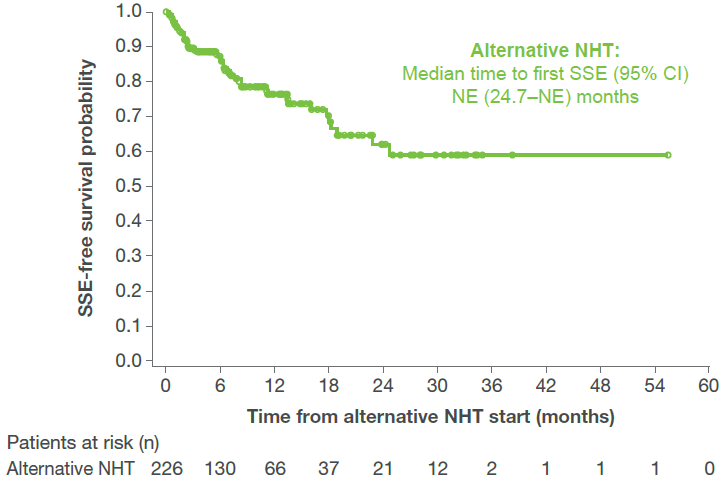 1.0
0.9
0.8
0.7
0.6
0.5
0.4
0.3
0.2
0.1
0.0
SSE-free survival probability
Alternative NHT:
Median time to first SSE (95% CI)
NE (24.7–NE) months
0 6 12 18 24 30 36 42 48 54 60
Time from alternative NHT start (months)
Patients at risk (n)
Alternative NHT 226 130 66 37 21 12 2 1 1 1 0